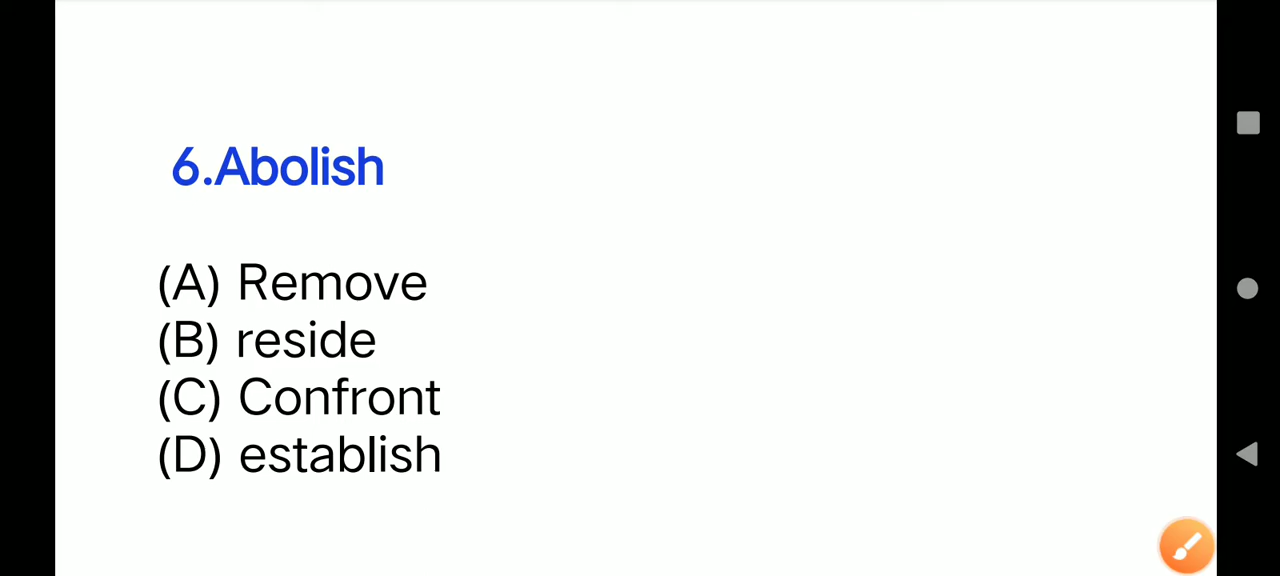 6.Abolish
(A) Remove
(B) reside
(C) Confront
(D) establish